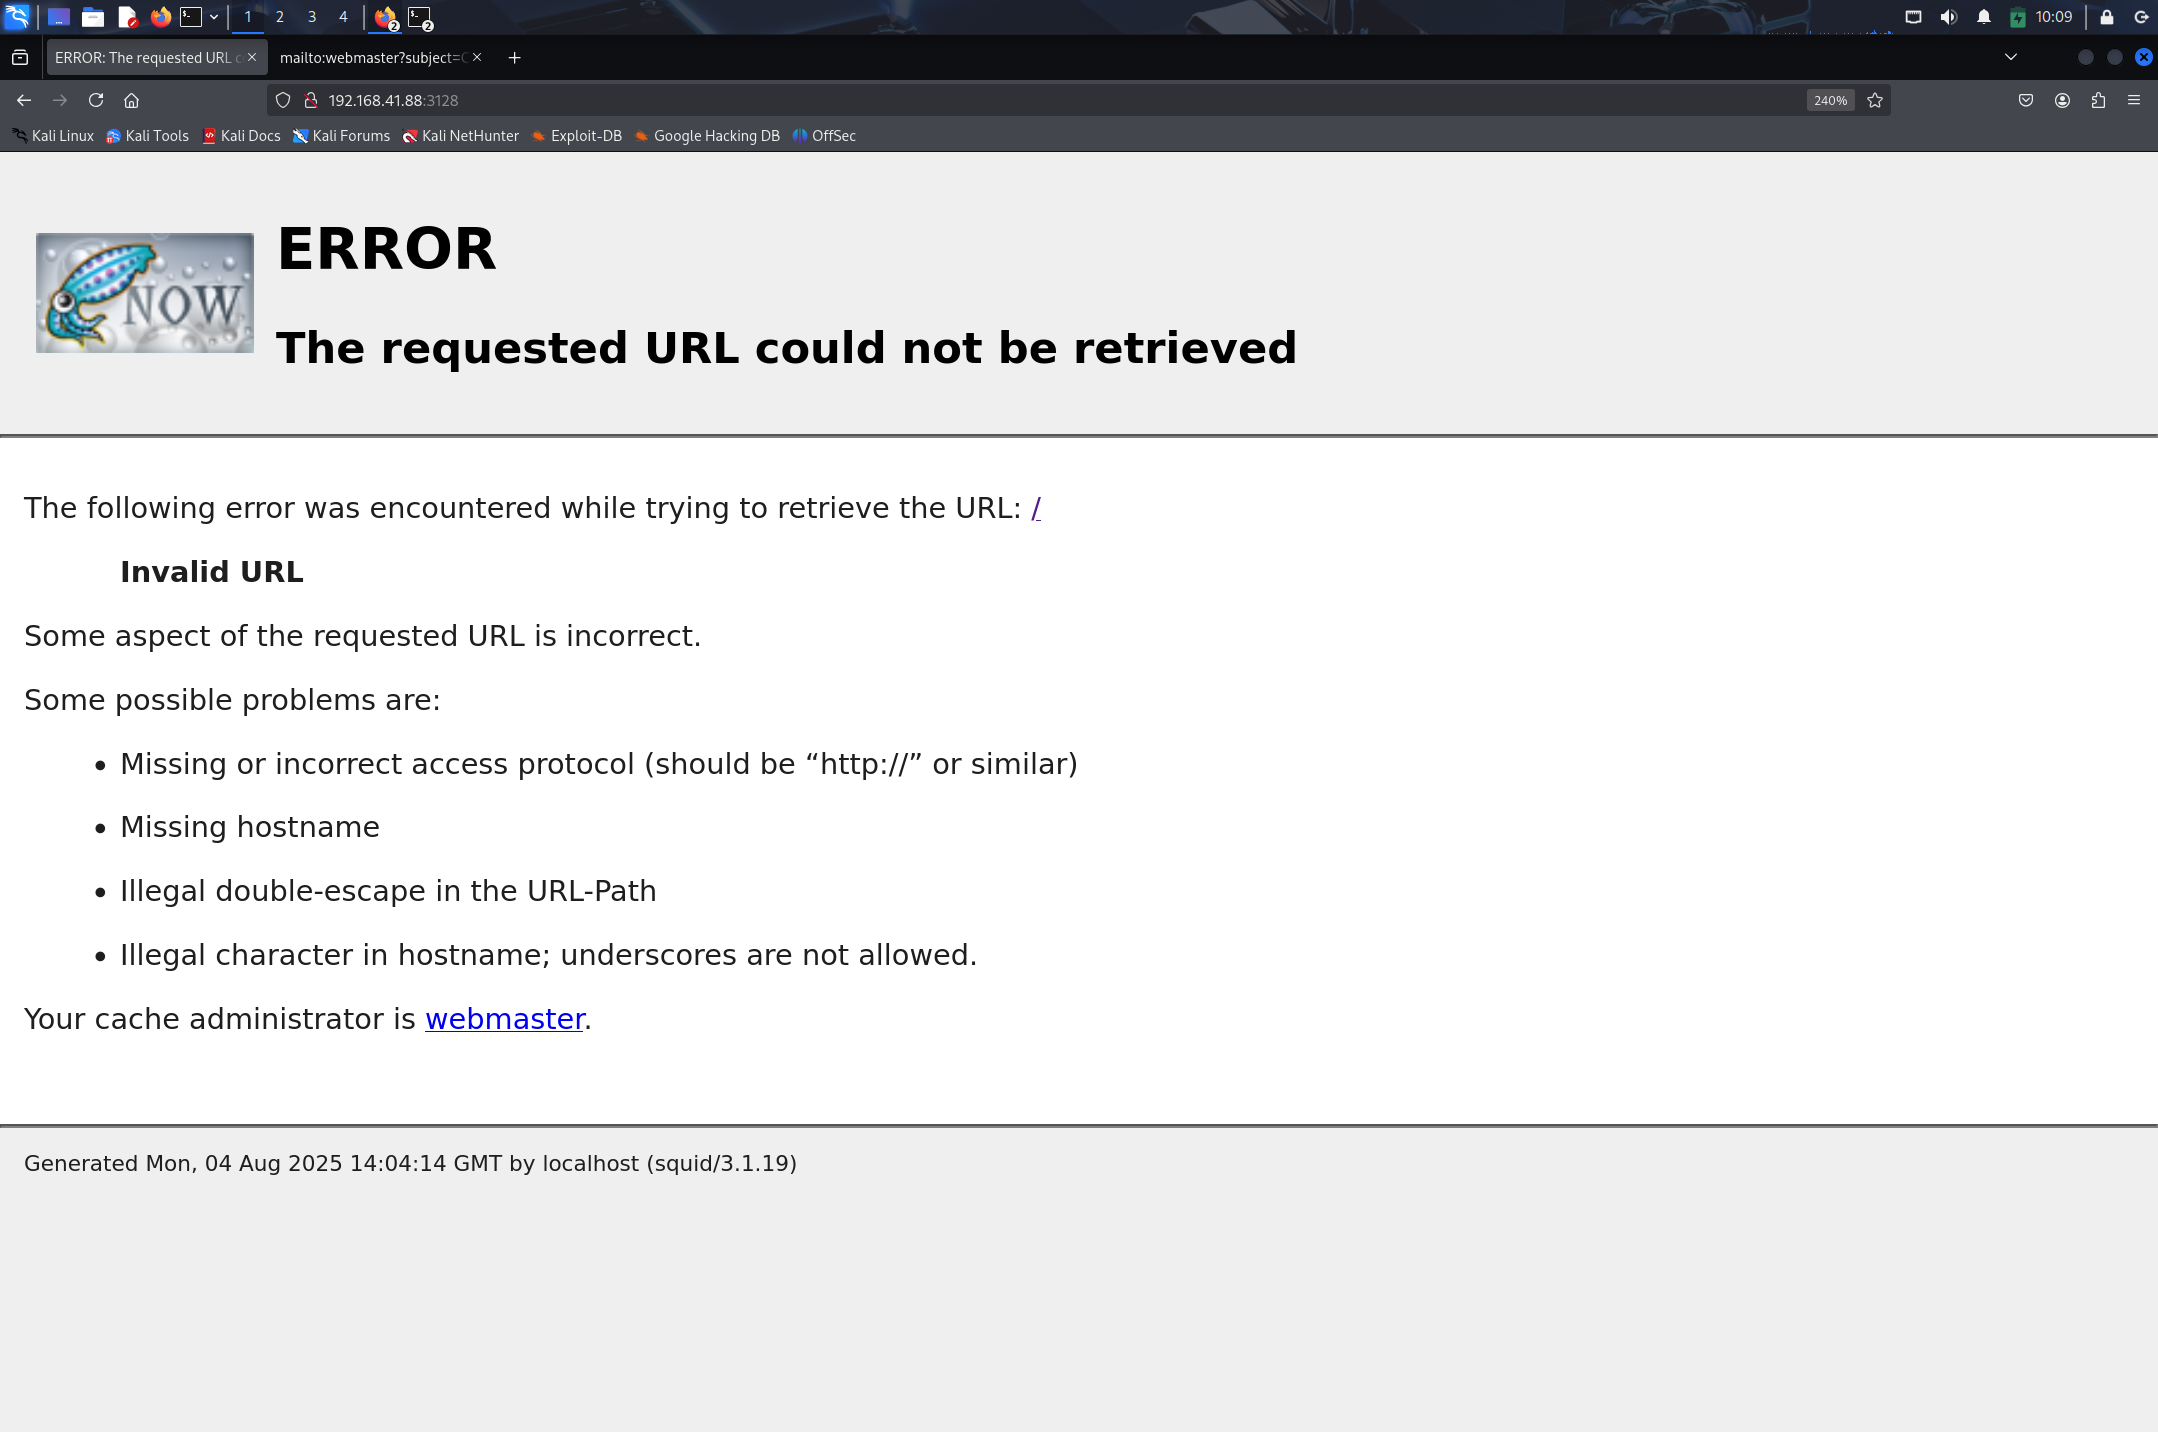 1 2 3 4 2 2 10:09
ERROR: The requested URL c mailto:webmaster?subject=C
192.168.41.88:3128 240%
Kali Linux Kali Tools Kali Docs Kali Forums Kali NetHunter Exploit-DB Google Hacking DB OffSec
NOW
ERROR
The requested URL could not be retrieved
The following error was encountered while trying to retrieve the URL: /
Invalid URL
Some aspect of the requested URL is incorrect.
Some possible problems are:
• Missing or incorrect access protocol (should be “http://” or similar)
• Missing hostname
• Illegal double-escape in the URL-Path
• Illegal character in hostname; underscores are not allowed.
Your cache administrator is webmaster.
Generated Mon, 04 Aug 2025 14:04:14 GMT by localhost (squid/3.1.19)